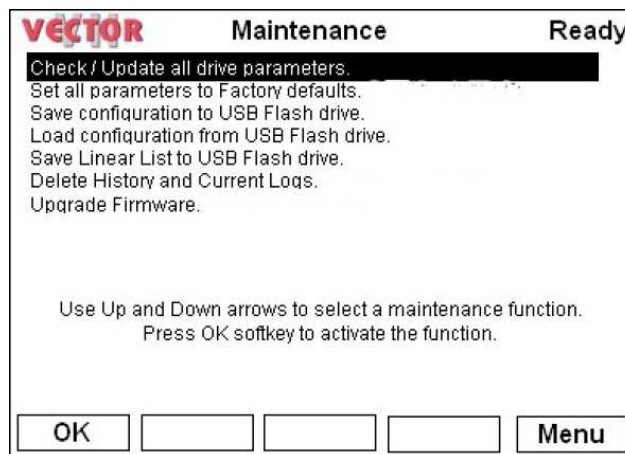 VECTOR Maintenance Ready
Check / Update all drive parameters.
Set all parameters to Factory defaults.
Save configuration to USB Flash drive.
Load configuration from USB Flash drive.
Save Linear List to USB Flash drive.
Delete History and Current Logs.
Upgrade Firmware.
Use Up and Down arrows to select a maintenance function.
Press OK softkey to activate the function.
OK Menu